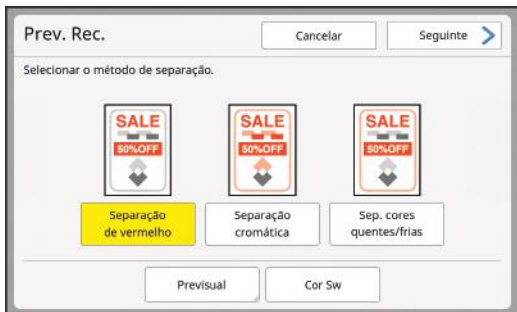 Prev. Rec.
Cancelar
Seguinte
Selecionar o método de separação.
SALE
50%OFF
SALE
50%OFF
SALE
50%OFF
Separação
de vermelho
Separação
cromática
Sep. cores
quentes/frias
Previsual
Cor Sw